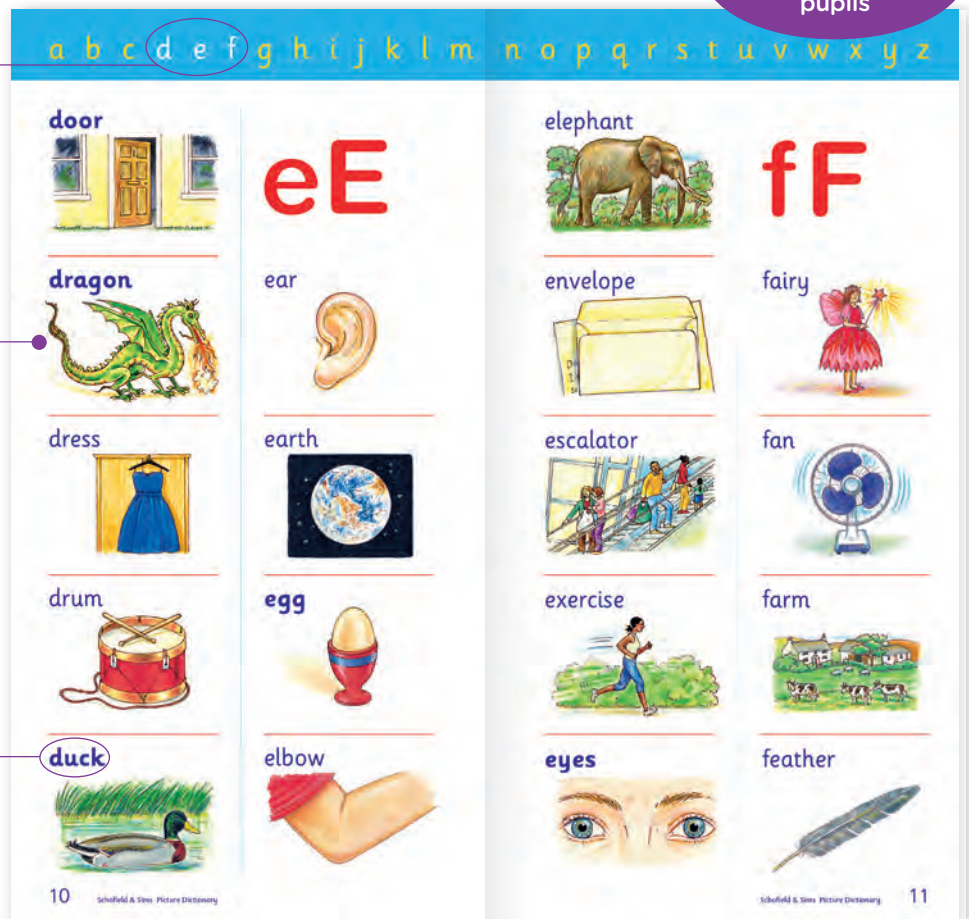 pupils
a b c d e f g h i j k l m n o p q r s t u v w x y z
door
dragon
dress
drum
duck
eE
ear
earth
egg
elbow
elephant
envelope
escalator
exercise
eyes
fF
fairy
fan
farm
feather
10
Schofield & Sims Picture Dictionary
Schofield & Sims Picture Dictionary
11